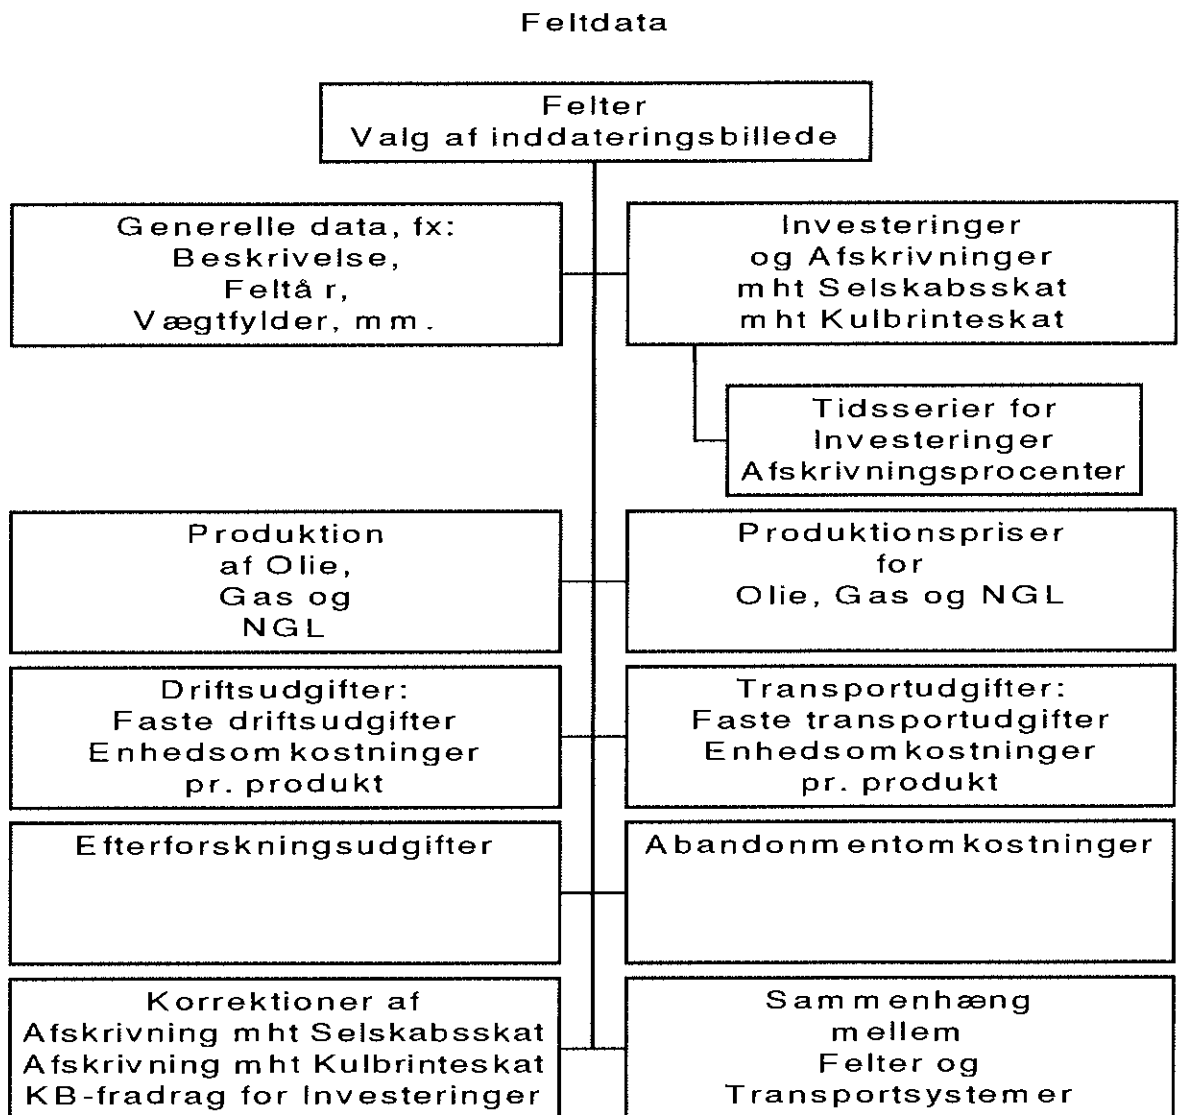 Feltdata
Felter
Valg af inddateringsbillede
Generelle data, fx:
Beskrivelse,
Feltår,
Vægtfylder, mm.
Investeringer
og Afskrivninger
mht Selskabsskat
mht Kulbrinteskat
Tidsserier for
Investeringer
Afskrivningsprocenter
Produktion
af Olie,
Gas og
NGL
Produktionspriser
for
Olie, Gas og NGL
Driftsudgifter:
Faste driftsudgifter
Enhedsomkostninger
pr. produkt
Transportudgifter:
Faste transportudgifter
Enhedsomkostninger
pr. produkt
Efterforskningsudgifter
Abandonmentomkostninger
Korrektioner af
Afskrivning mht Selskabsskat
Afskrivning mht Kulbrinteskat
KB-fradrag for Investeringer
Sammenhæng
mellem
Felter og
Transportsystemer